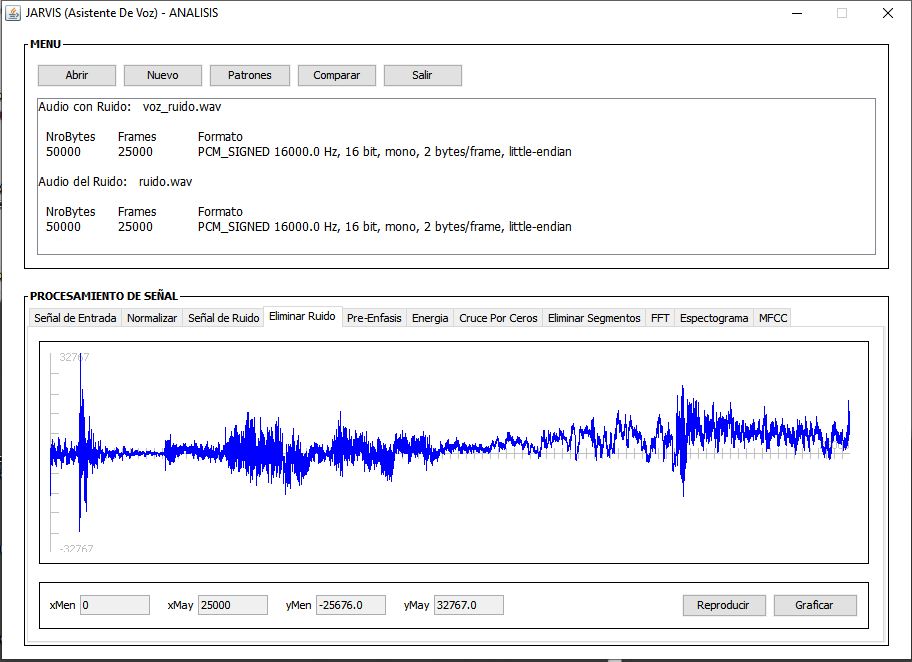 JARVIS (Asistente De Voz) - ANALISIS
MENU
Abrir Nuevo Patrones Comparar Salir
Audio con Ruido: voz_ruido.wav
NroBytes Frames Formato
50000 25000 PCM_SIGNED 16000.0 Hz, 16 bit, mono, 2 bytes/frame, little-endian
Audio del Ruido: ruido.wav
NroBytes Frames Formato
50000 25000 PCM_SIGNED 16000.0 Hz, 16 bit, mono, 2 bytes/frame, little-endian
PROCESAMIENTO DE SEÑAL
Señal de Entrada Normalizar Señal de Ruido Eliminar Ruido Pre-Enfasis Energia Cruce Por Ceros Eliminar Segmentos FFT Espectograma MFCC
32767
-32767
xMen 0 xMay 25000 yMen -25676.0 yMay 32767.0 Reproducir Graficar